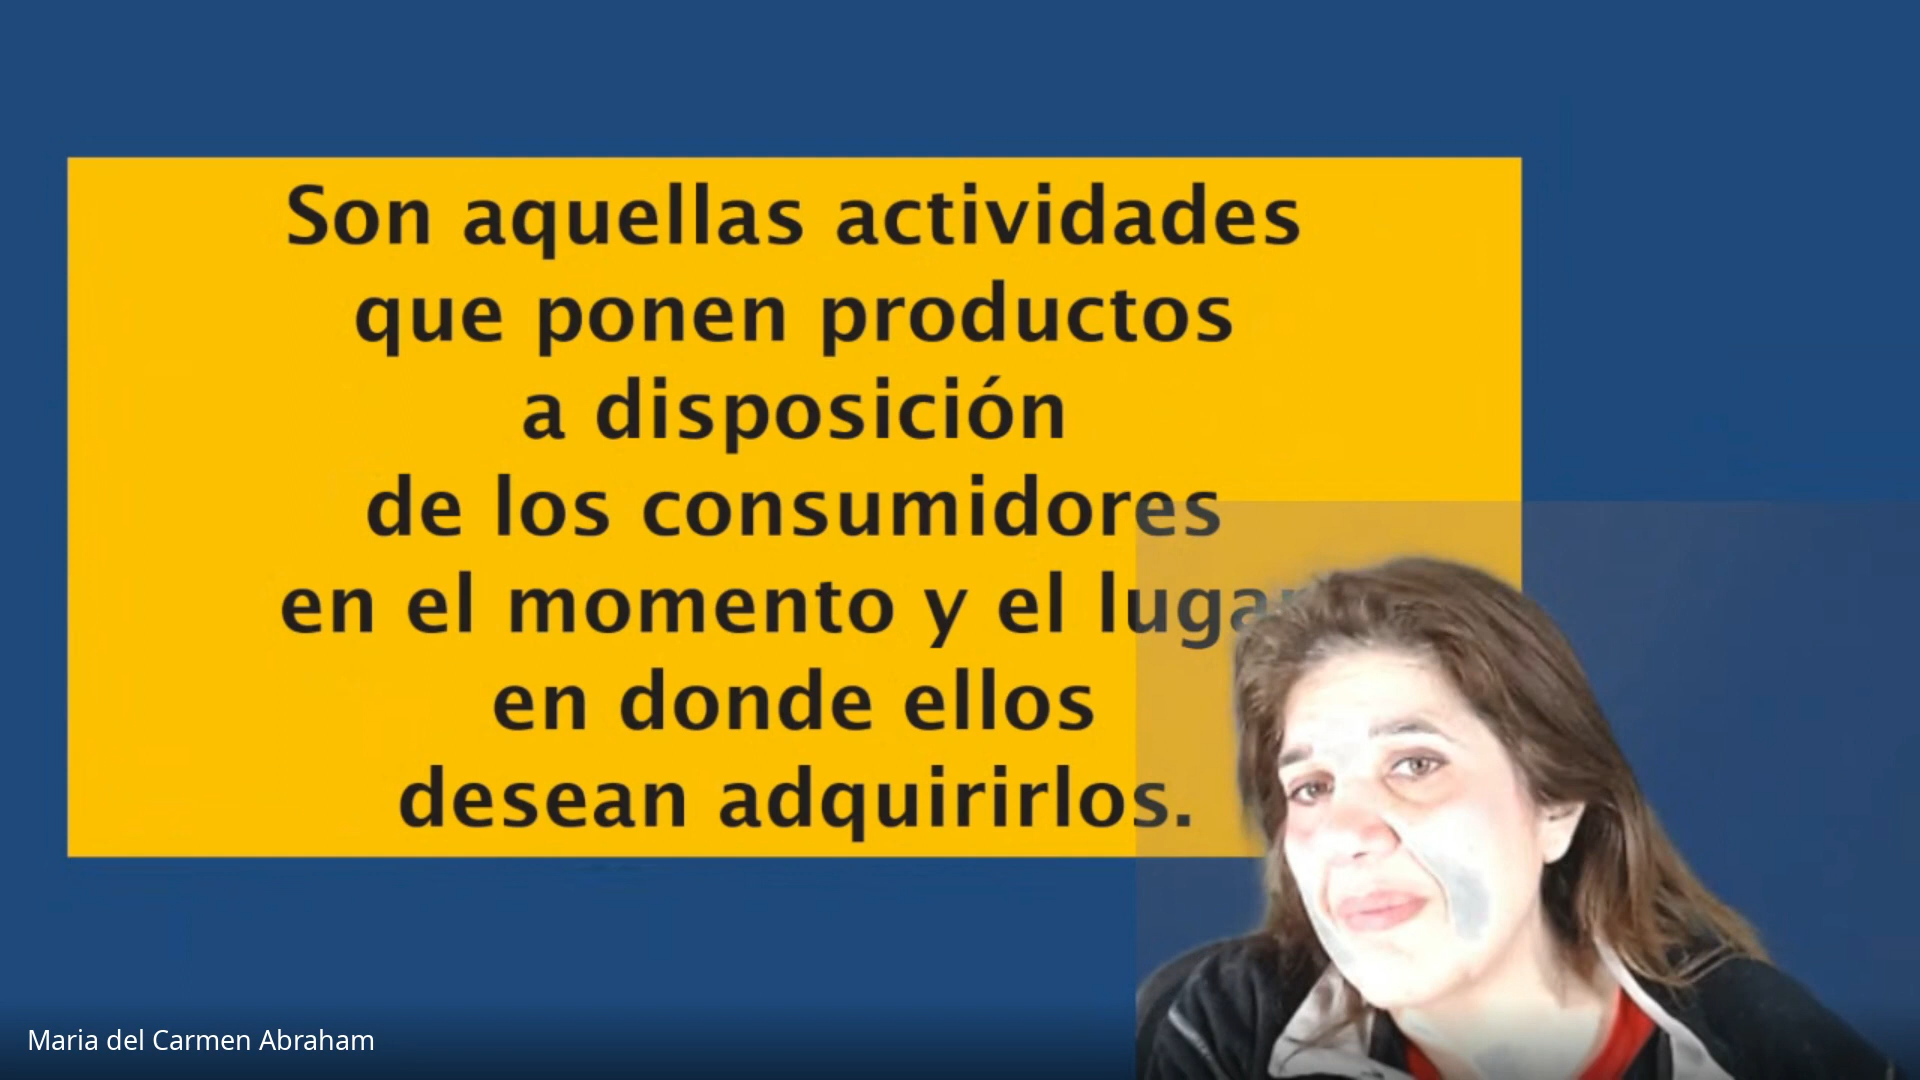 Son aquellas actividades
que ponen productos
a disposición
de los consumidores
en el momento y el lugar
en donde ellos
desean adquirirlos.
Maria del Carmen Abraham